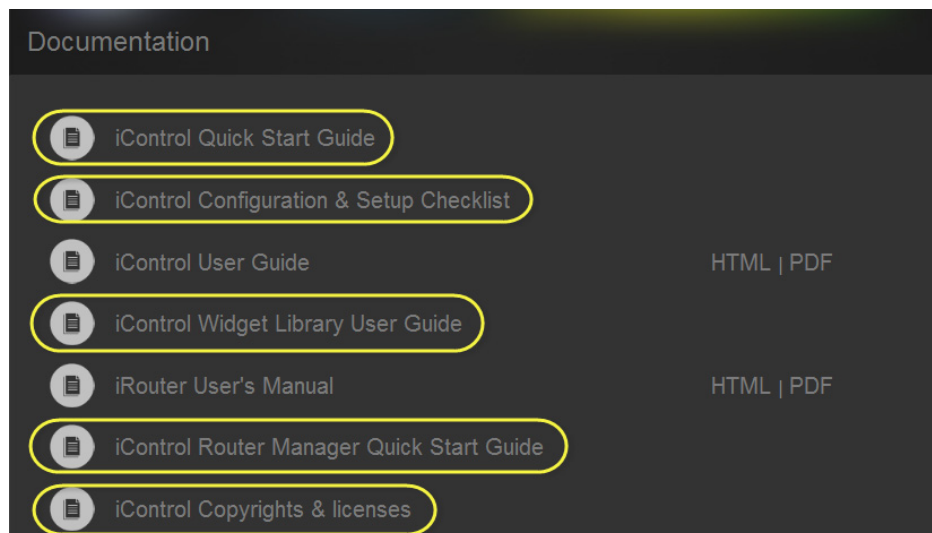 Documentation
iControl Quick Start Guide
iControl Configuration & Setup Checklist
iControl User Guide HTML | PDF
iControl Widget Library User Guide
iRouter User's Manual HTML | PDF
iControl Router Manager Quick Start Guide
iControl Copyrights & licenses